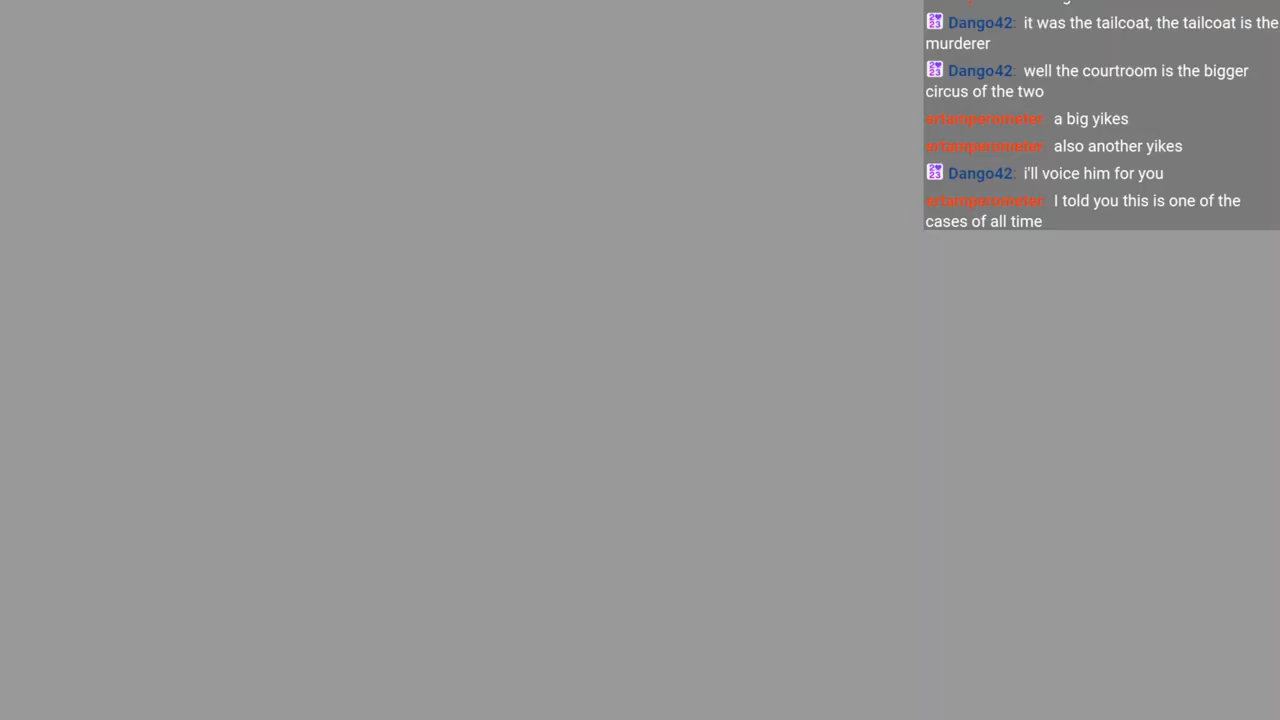 Dango42: it was the tailcoat, the tailcoat is the
murderer
Dango42: well the courtroom is the bigger
circus of the two
ertamperometer: a big yikes
ertamperometer: also another yikes
Dango42: i'll voice him for you
ertamperometer: I told you this is one of the
cases of all time